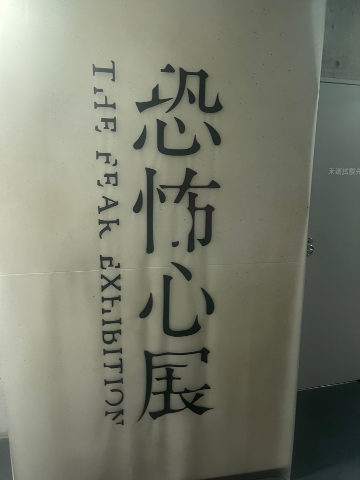 恐怖心展
THE FEAR EXHIBITION